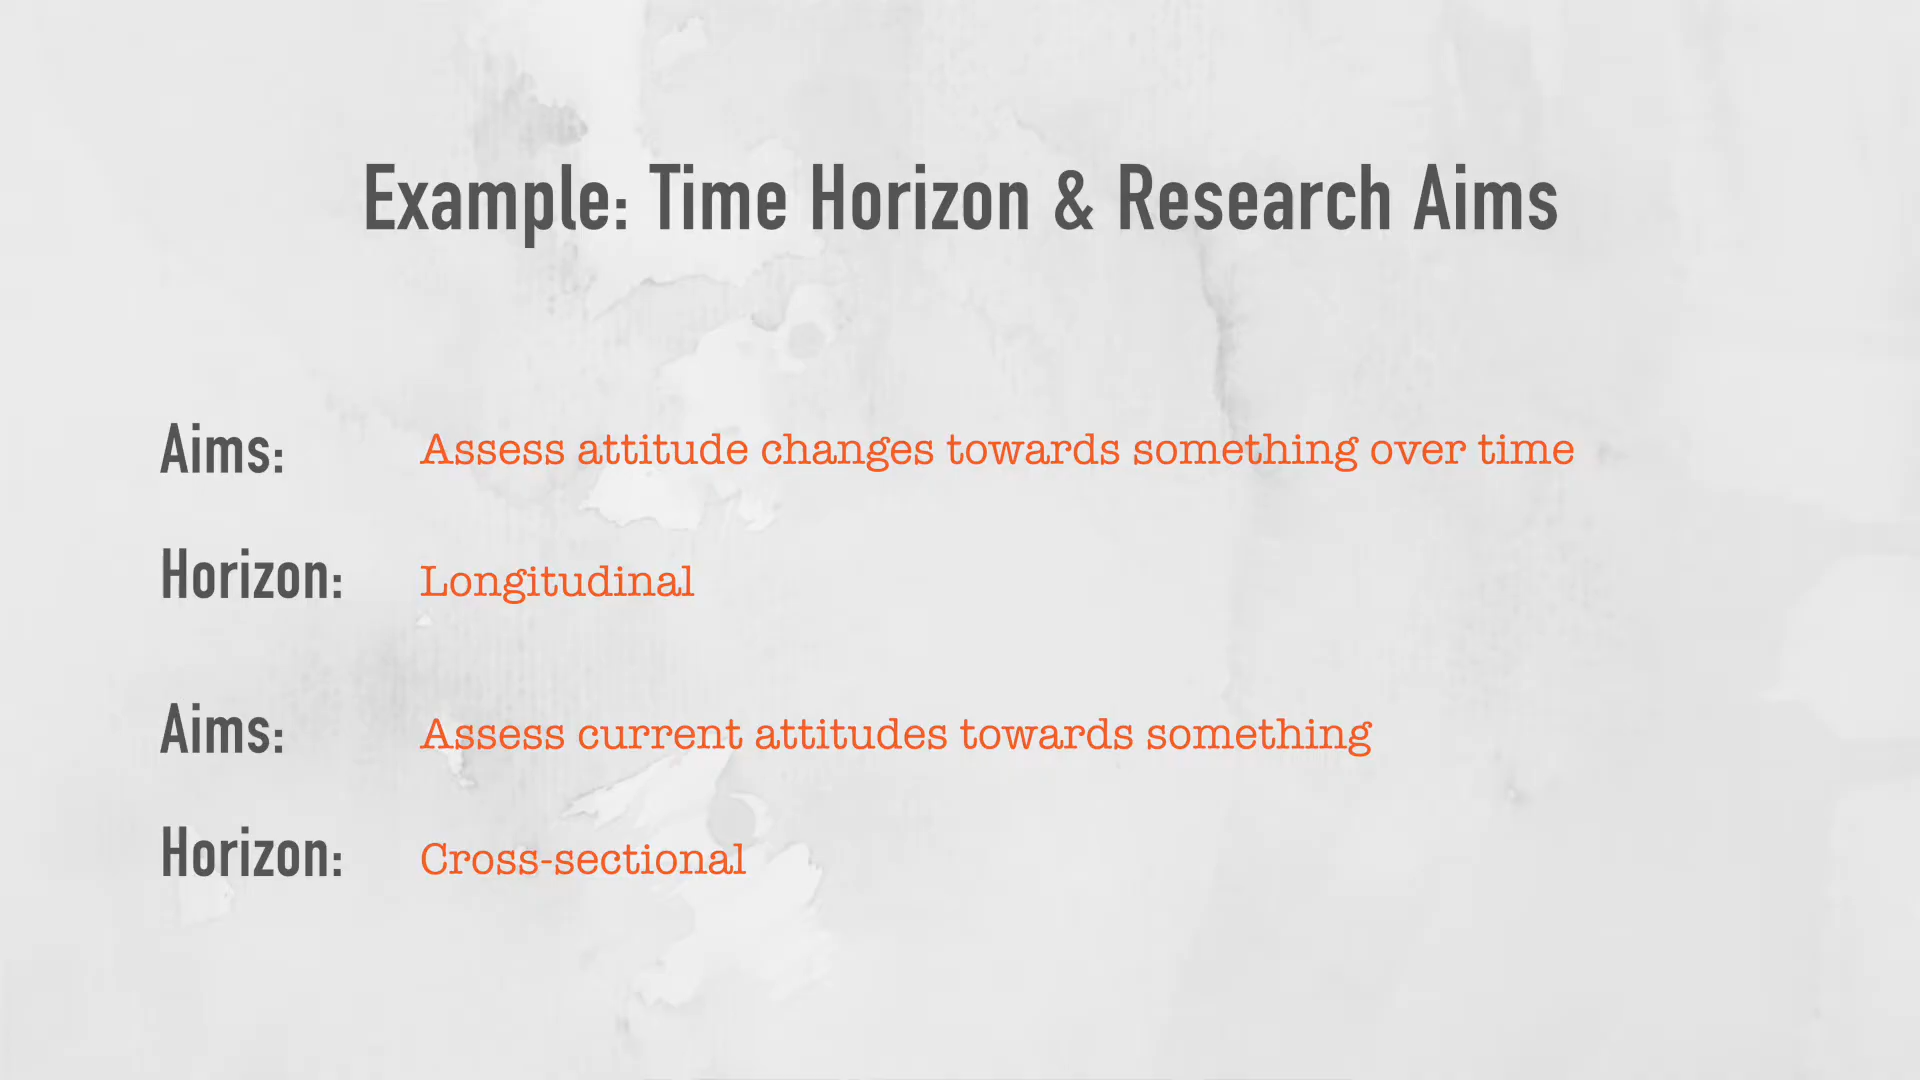 Example: Time Horizon & Research Aims
Aims: Assess attitude changes towards something over time
Horizon: Longitudinal
Aims: Assess current attitudes towards something
Horizon: Cross-sectional